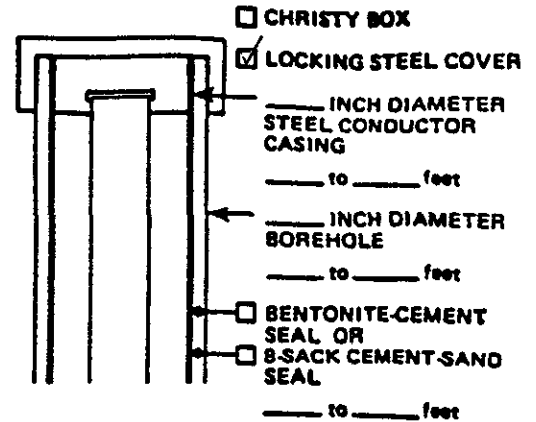 ☐ CHRISTY BOX
☑ LOCKING STEEL COVER
____ INCH DIAMETER
STEEL CONDUCTOR
CASING
____ to ____ feet
____ INCH DIAMETER
BOREHOLE
____ to ____ feet
☐ BENTONITE-CEMENT
SEAL OR
☐ 8-SACK CEMENT-SAND
SEAL
____ to ____ feet